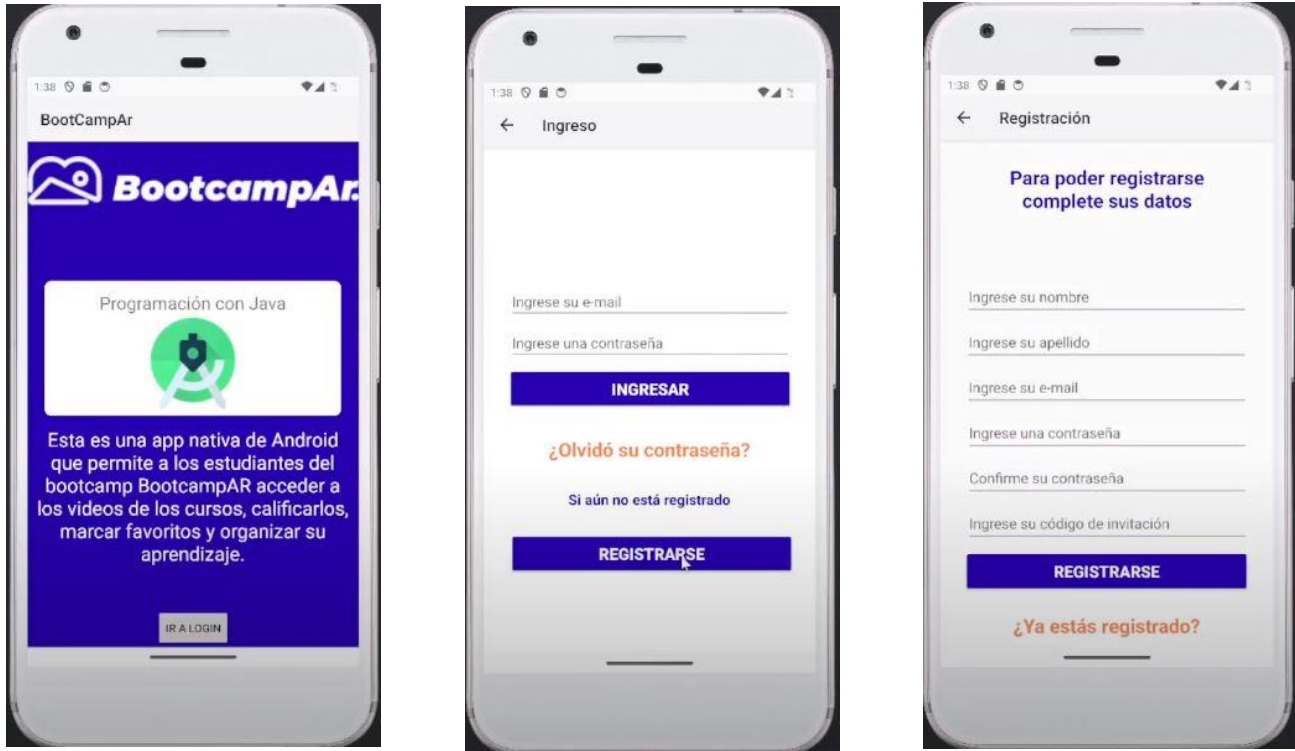 1:38
BootCampAr
BootcampAr.
Programación con Java
Esta es una app nativa de Android
que permite a los estudiantes del
bootcamp BootcampAR acceder a
los videos de los cursos, calificarlos,
marcar favoritos y organizar su
aprendizaje.
IR A LOGIN
1:38
Ingreso
Ingrese su e-mail
Ingrese una contraseña
INGRESAR
¿Olvidó su contraseña?
Si aún no está registrado
REGISTRARSE
1:38
Registración
Para poder registrarse
complete sus datos
Ingrese su nombre
Ingrese su apellido
Ingrese su e-mail
Ingrese una contraseña
Confirme su contraseña
Ingrese su código de invitación
REGISTRARSE
¿Ya estás registrado?